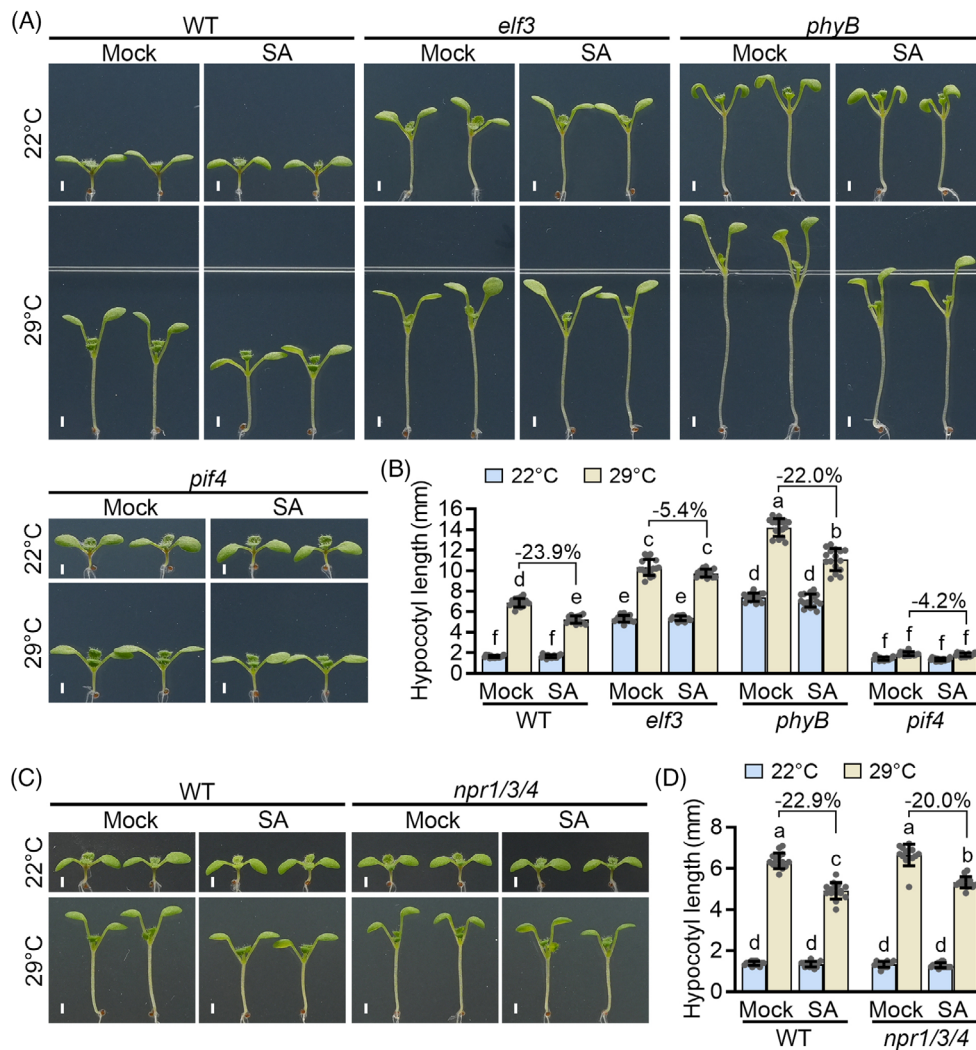 (A)
WT
elf3
phyB
Mock
SA
Mock
SA
Mock
SA
22°C
29°C
pif4
Mock
SA
22°C
29°C
(B)
22°C
29°C
Hypocotyl length (mm)
16
14
12
10
8
6
4
2
0
-23.9%
-5.4%
-22.0%
-4.2%
f
d
f
e
e
c
e
c
d
a
d
b
f
f
f
f
Mock
SA
Mock
SA
Mock
SA
Mock
SA
WT
elf3
phyB
pif4
(C)
WT
npr1/3/4
Mock
SA
Mock
SA
22°C
29°C
(D)
22°C
29°C
Hypocotyl length (mm)
8
6
4
2
0
-22.9%
-20.0%
d
a
d
c
d
a
d
b
Mock
SA
Mock
SA
WT
npr1/3/4